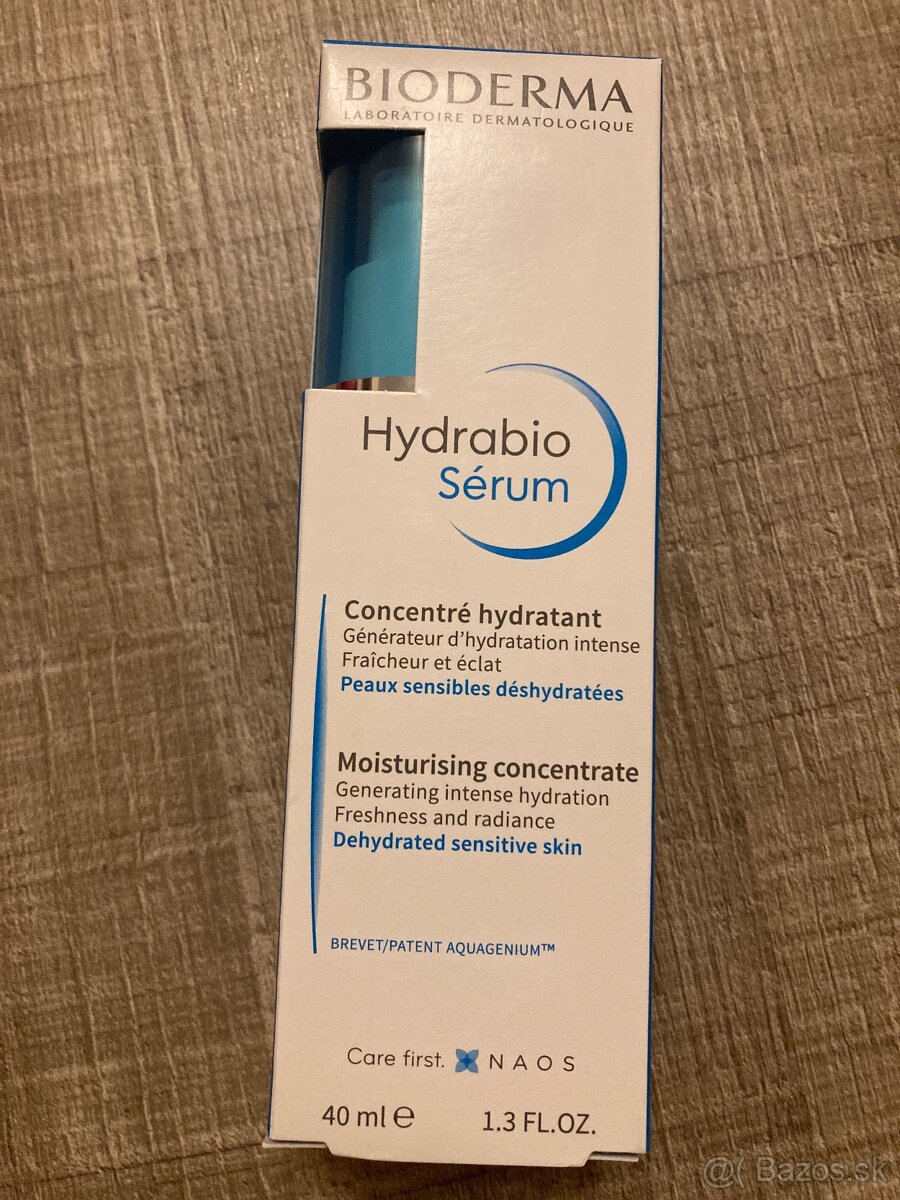 BIODERMA
LABORATOIRE DERMATOLOGIQUE
Hydrabio
Sérum
Concentré hydratant
Générateur d'hydratation intense
Fraîcheur et éclat
Peaux sensibles déshydratées
Moisturising concentrate
Generating intense hydration
Freshness and radiance
Dehydrated sensitive skin
BREVET/PATENT AQUAGENIUM™
Care first. NAOS
40 ml ℮ 1.3 FL.OZ.
@( Bazos.sk